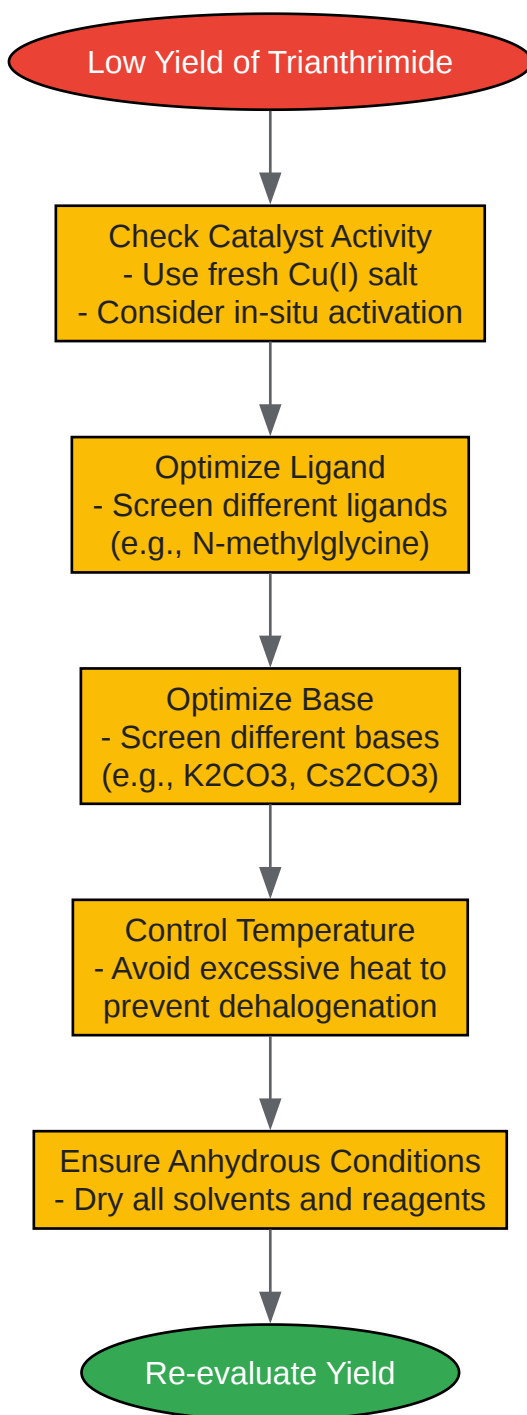 Low Yield of Trianthrimide
Check Catalyst Activity
- Use fresh Cu(I) salt
- Consider in-situ activation
Optimize Ligand
- Screen different ligands
(e.g., N-methylglycine)
Optimize Base
- Screen different bases
(e.g., K2CO3, Cs2CO3)
Control Temperature
- Avoid excessive heat to
prevent dehalogenation
Ensure Anhydrous Conditions
- Dry all solvents and reagents
Re-evaluate Yield